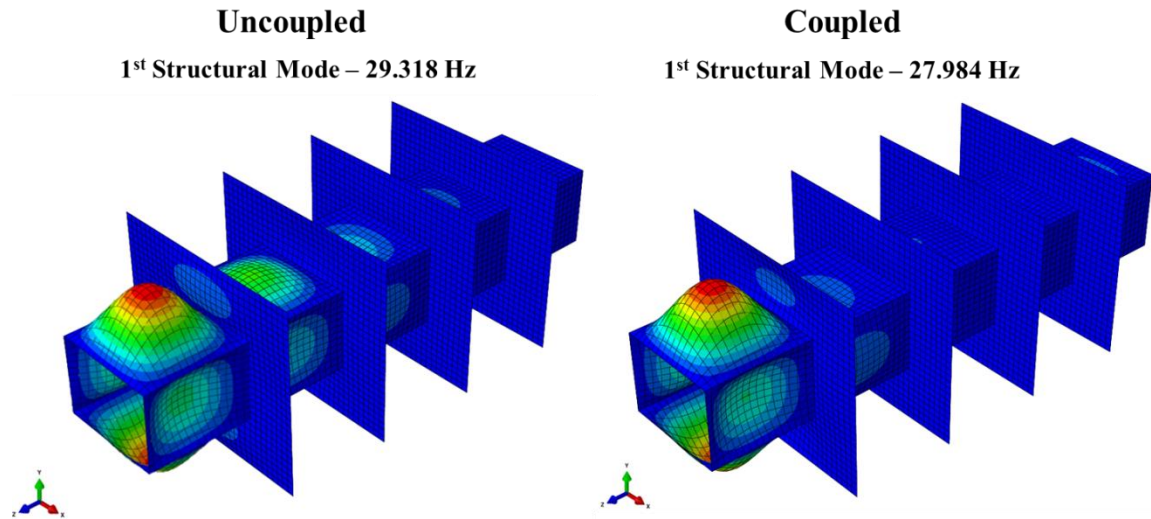 Uncoupled
1st Structural Mode – 29.318 Hz
Coupled
1st Structural Mode – 27.984 Hz
Y
Z
X
Y
Z
X